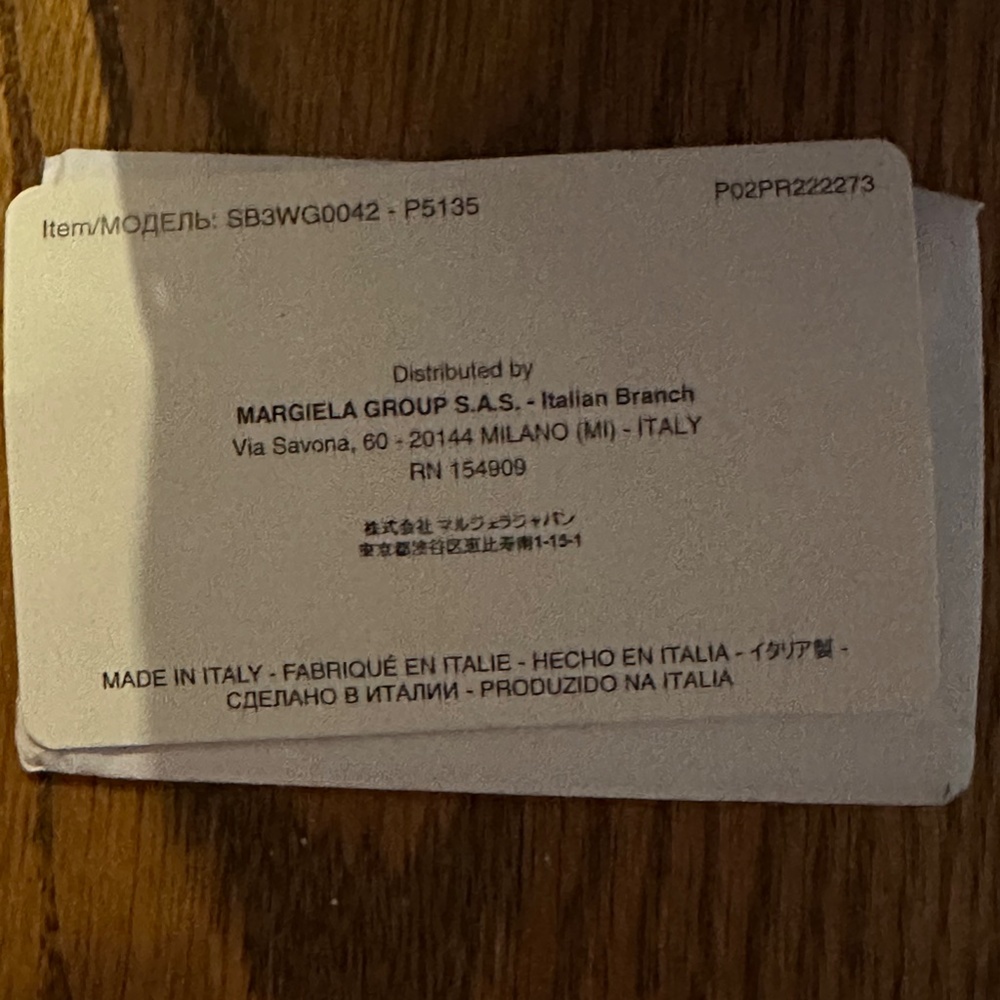 Item/МОДЕЛЬ: SB3WG0042 - P5135
P02PR222273
Distributed by
MARGIELA GROUP S.A.S. - Italian Branch
Via Savona, 60 - 20144 MILANO (MI) - ITALY
RN 154909
株式会社 マルジェラジャパン
東京都渋谷区恵比寿南1-15-1
MADE IN ITALY - FABRIQUÉ EN ITALIE - HECHO EN ITALIA - イタリア製 -
СДЕЛАНО В ИТАЛИИ - PRODUZIDO NA ITALIA